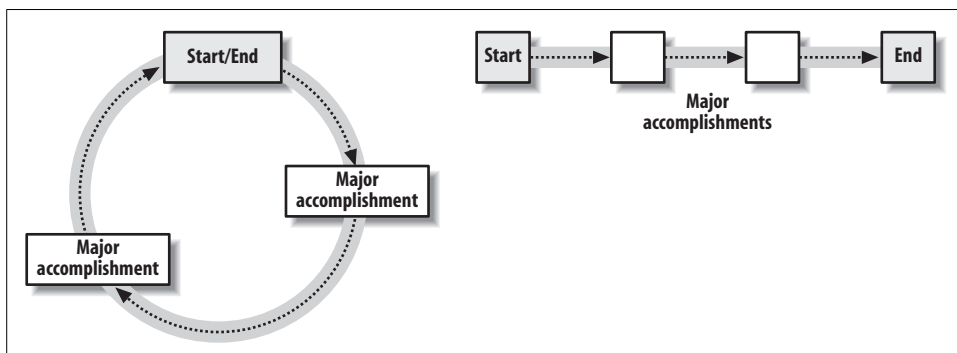 Start/End
Major
accomplishment
Major
accomplishment
Start
End
Major
accomplishments